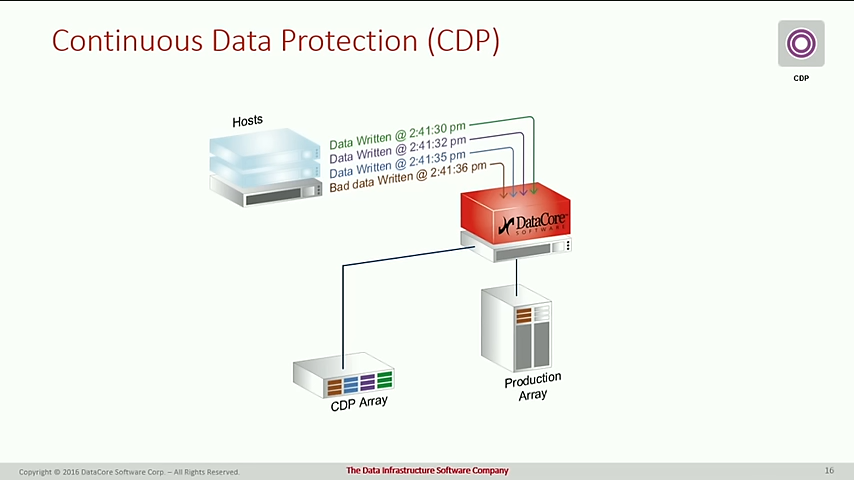 Continuous Data Protection (CDP)
CDP
Hosts
Data Written @ 2:41:30 pm
Data Written @ 2:41:32 pm
Data Written @ 2:41:35 pm
Bad data Written @ 2:41:36 pm
DataCore
SOFTWARE
CDP Array
Production
Array
Copyright © 2016 DataCore Software Corp. – All Rights Reserved.
The Data Infrastructure Software Company
16